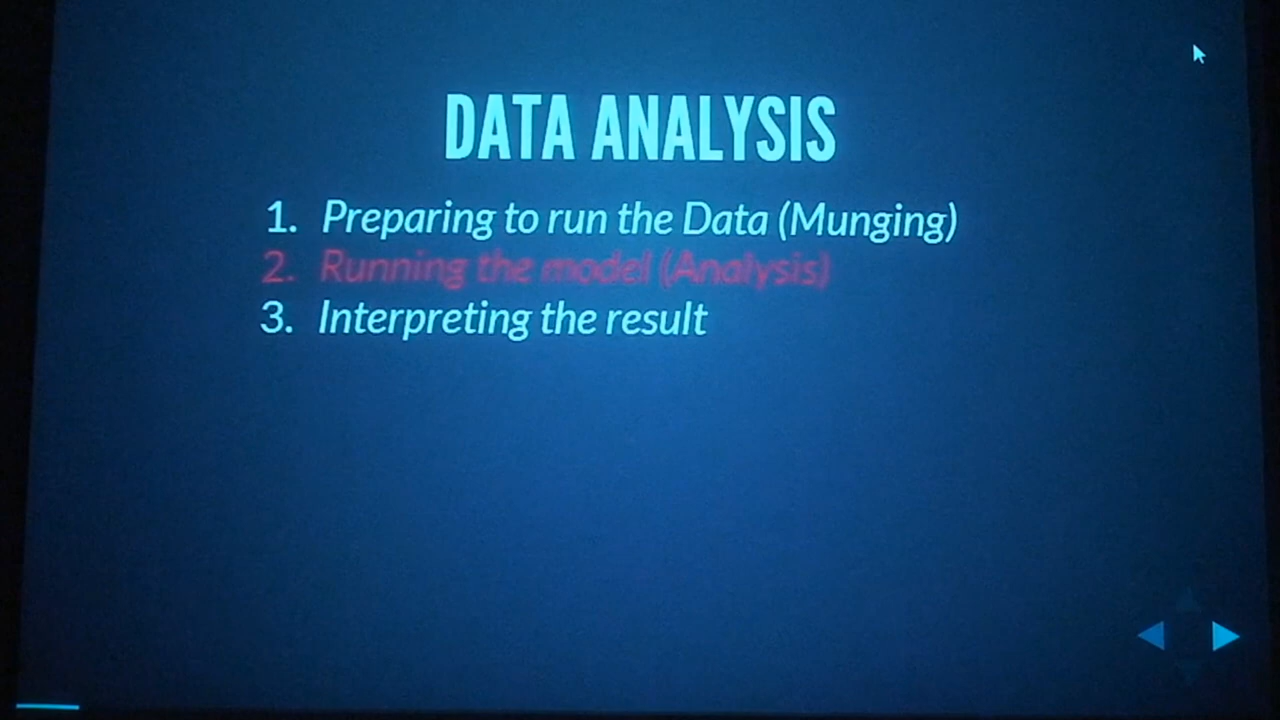 DATA ANALYSIS
1. Preparing to run the Data (Munging)
2. Running the model (Analysis)
3. Interpreting the result